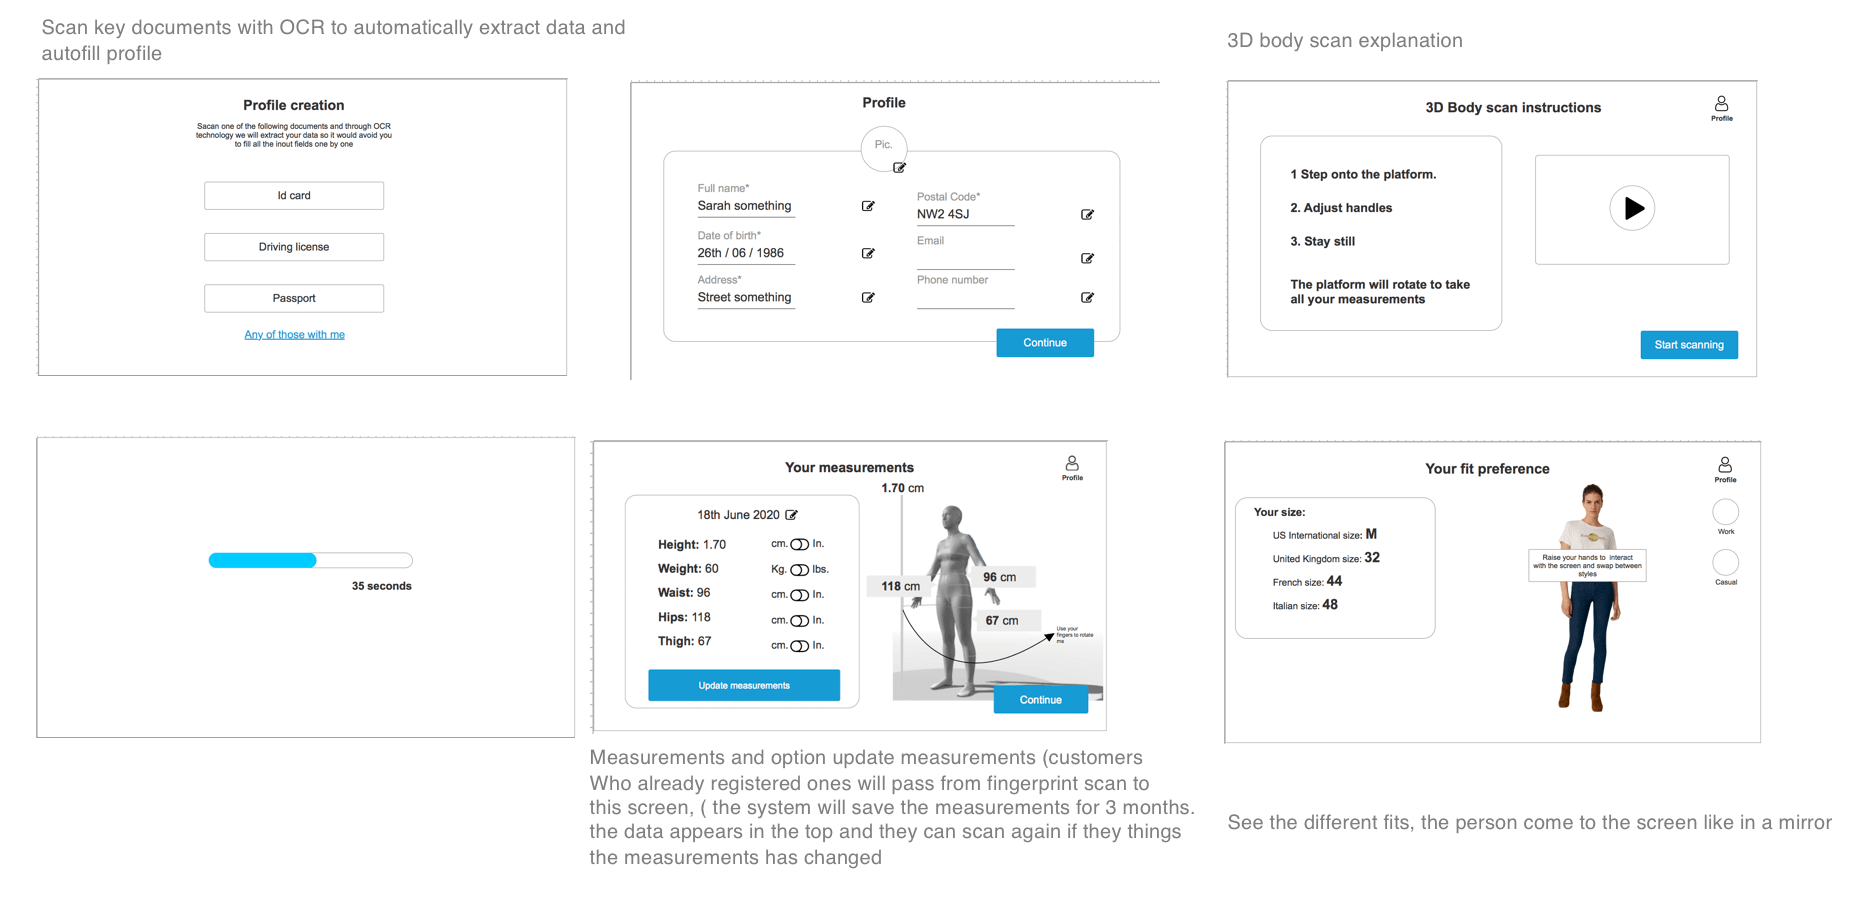 Scan key documents with OCR to automatically extract data and
autofill profile
Profile creation
Sacan one of the following documents and through OCR
technology we will extract your data so it would avoid you
to fill all the inout fields one by one
Id card
Driving license
Passport
Any of those with me
Profile
Pic.
Full name*
Sarah something
Date of birth*
26th / 06 / 1986
Address*
Street something
Postal Code*
NW2 4SJ
Email
Phone number
Continue
3D body scan explanation
3D Body scan instructions
Profile
1 Step onto the platform.
2. Adjust handles
3. Stay still
The platform will rotate to take
all your measurements
Start scanning
35 seconds
Your measurements
Profile
1.70 cm
18th June 2020
Height: 1.70 cm. In.
Weight: 60 Kg. lbs.
Waist: 96 cm. In.
Hips: 118 cm. In.
Thigh: 67 cm. In.
Update measurements
96 cm
118 cm
67 cm
Use your
fingers to rotate
me
Continue
Measurements and option update measurements (customers
Who already registered ones will pass from fingerprint scan to
this screen, ( the system will save the measurements for 3 months.
the data appears in the top and they can scan again if they things
the measurements has changed
Your fit preference
Profile
Your size:
US International size: M
United Kingdom size: 32
French size: 44
Italian size: 48
Raise your hands to interact
with the screen and swap between
styles
Work
Casual
See the different fits, the person come to the screen like in a mirror